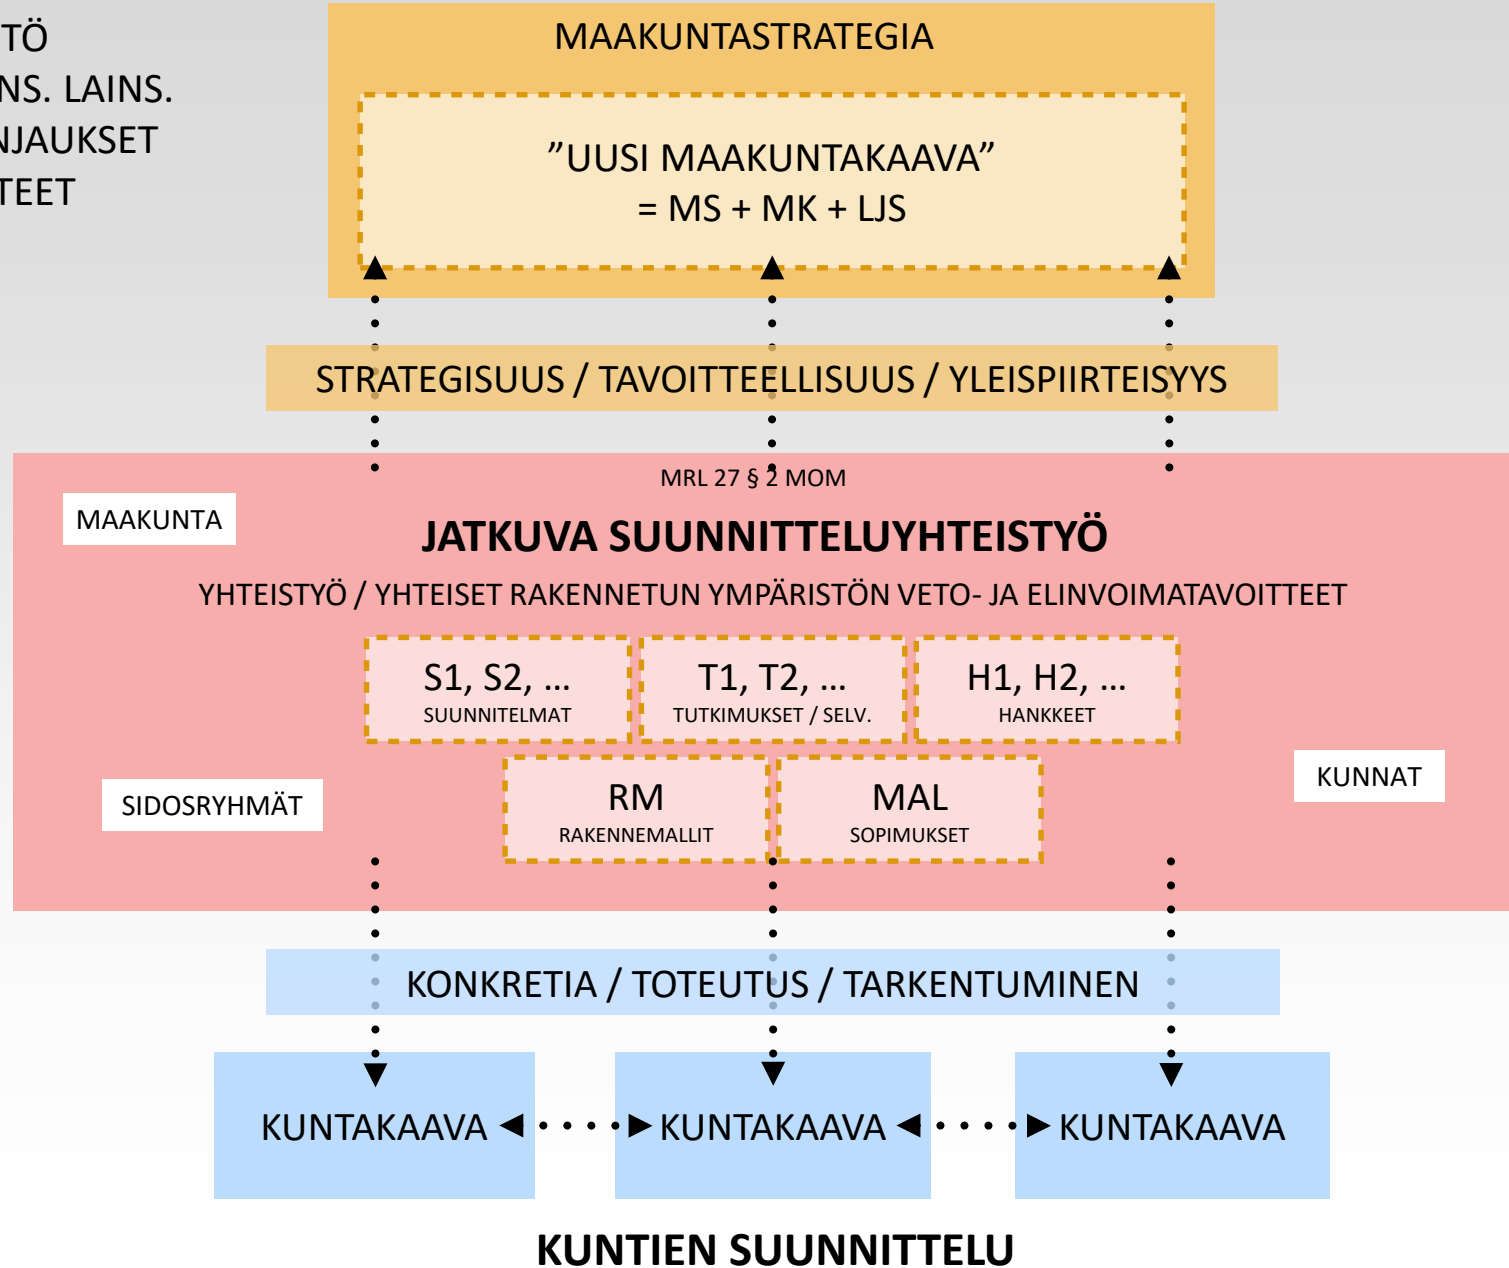 TÖ
NS. LAINS.
NJAUKSET
TEET
MAAKUNTASTRATEGIA
”UUSI MAAKUNTAKAAVA”
= MS + MK + LJS
STRATEGISUUS / TAVOITTEELLISUUS / YLEISPIIRTEISYYS
MRL 27 § 2 MOM
MAAKUNTA
JATKUVA SUUNNITTELUYHTEISTYÖ
YHTEISTYÖ / YHTEISET RAKENNETUN YMPÄRISTÖN VETO- JA ELINVOIMATAVOITTEET
S1, S2, ...
SUUNNITELMAT
T1, T2, ...
TUTKIMUKSET / SELV.
H1, H2, ...
HANKKEET
SIDOSRYHMÄT
RM
RAKENNEMALLIT
MAL
SOPIMUKSET
KUNNAT
KONKRETIA / TOTEUTUS / TARKENTUMINEN
KUNTAKAAVA
KUNTAKAAVA
KUNTAKAAVA
KUNTIEN SUUNNITTELU